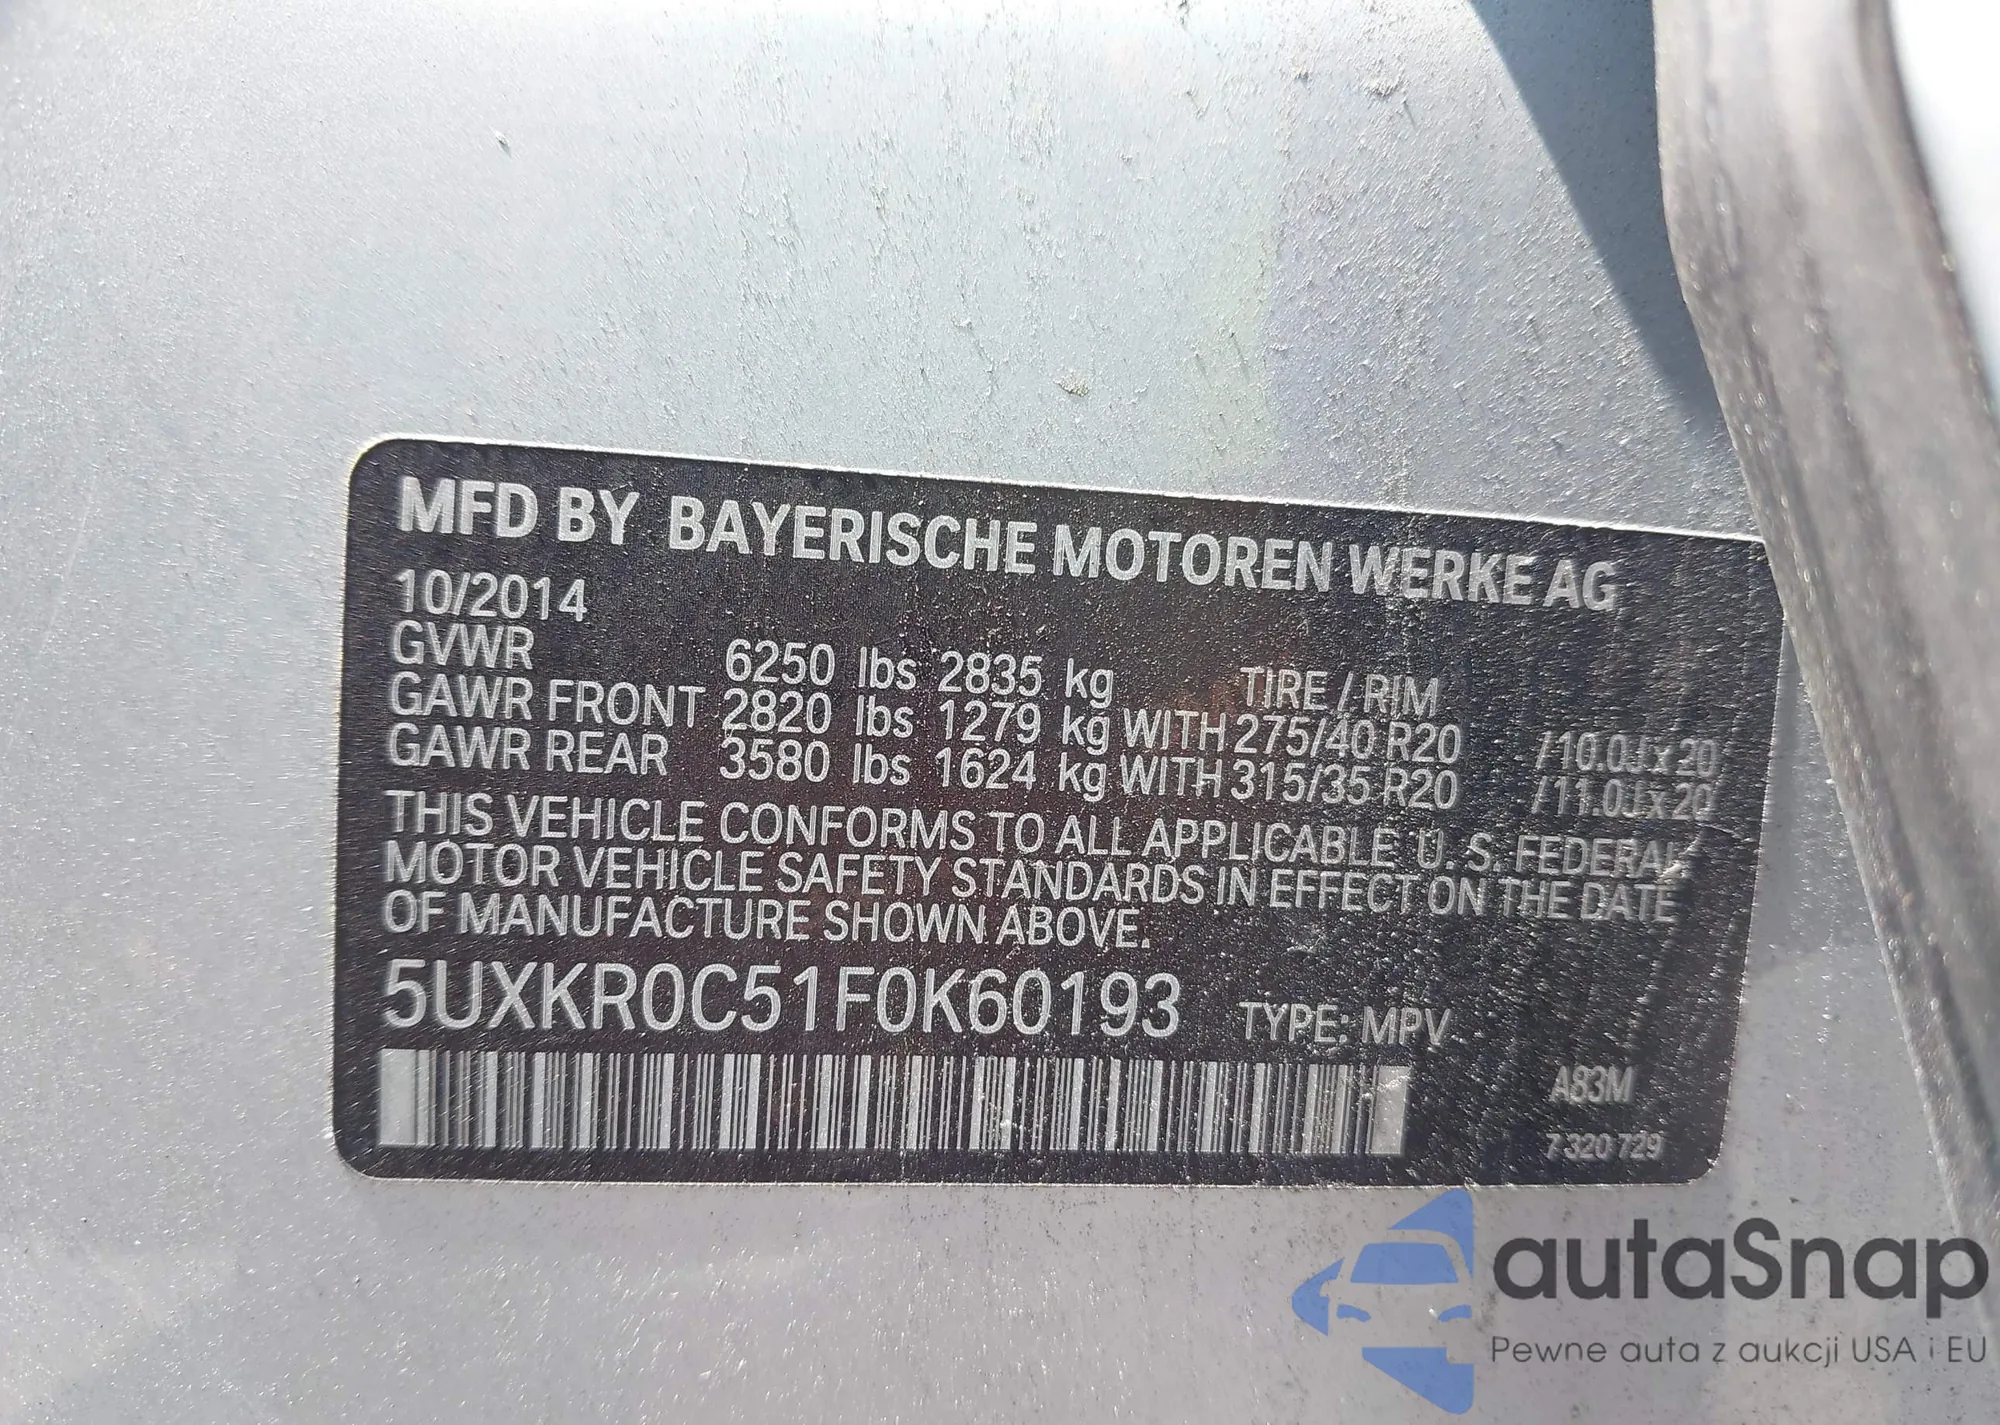 MFD BY BAYERISCHE MOTOREN WERKE AG
10/2014
GVWR 6250 lbs 2835 kg TIRE / RIM
GAWR FRONT 2820 lbs 1279 kg WITH 275/40 R20 /10.0Jx20
GAWR REAR 3580 lbs 1624 kg WITH 315/35 R20 /11.0Jx20
THIS VEHICLE CONFORMS TO ALL APPLICABLE U. S. FEDERAL
MOTOR VEHICLE SAFETY STANDARDS IN EFFECT ON THE DATE
OF MANUFACTURE SHOWN ABOVE.
5UXKR0C51F0K60193 TYPE: MPV
A83M
7 320 729
autaSnap
Pewne auta z aukcji USA i EU